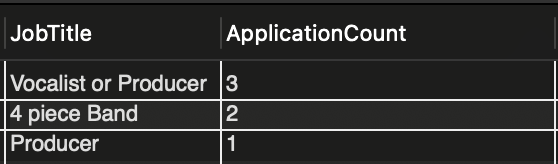 JobTitle ApplicationCount
Vocalist or Producer 3
4 piece Band 2
Producer 1